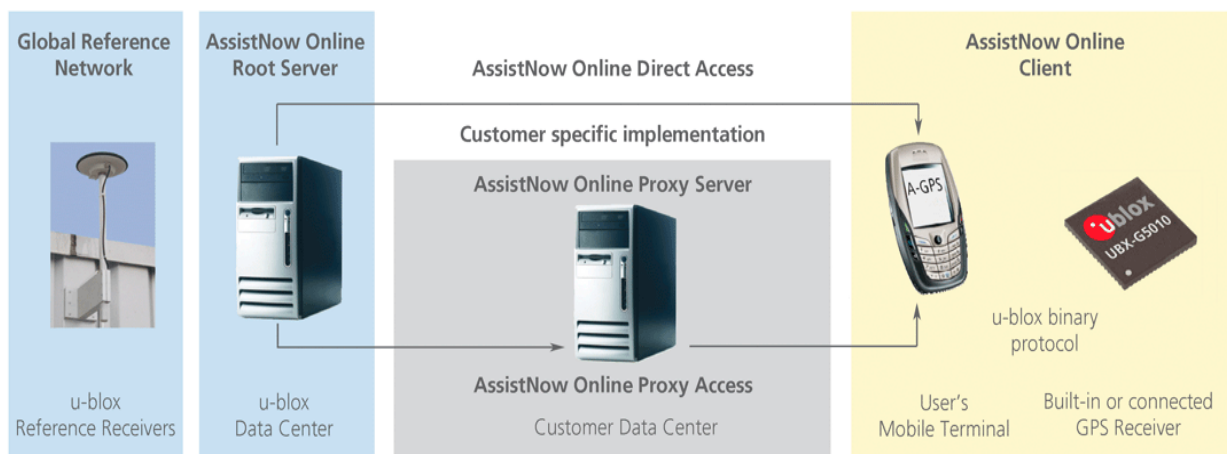 Global Reference
Network
AssistNow Online
Root Server
AssistNow Online Direct Access
AssistNow Online
Client
Customer specific implementation
AssistNow Online Proxy Server
A-GPS
ublox
UBX-G5010
u-blox binary
protocol
AssistNow Online Proxy Access
u-blox
Reference Receivers
u-blox
Data Center
Customer Data Center
User's
Mobile Terminal
Built-in or connected
GPS Receiver